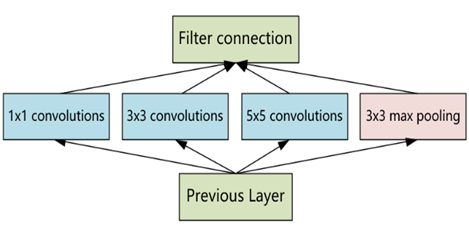 Filter connection
1x1 convolutions
3x3 convolutions
5x5 convolutions
3x3 max pooling
Previous Layer